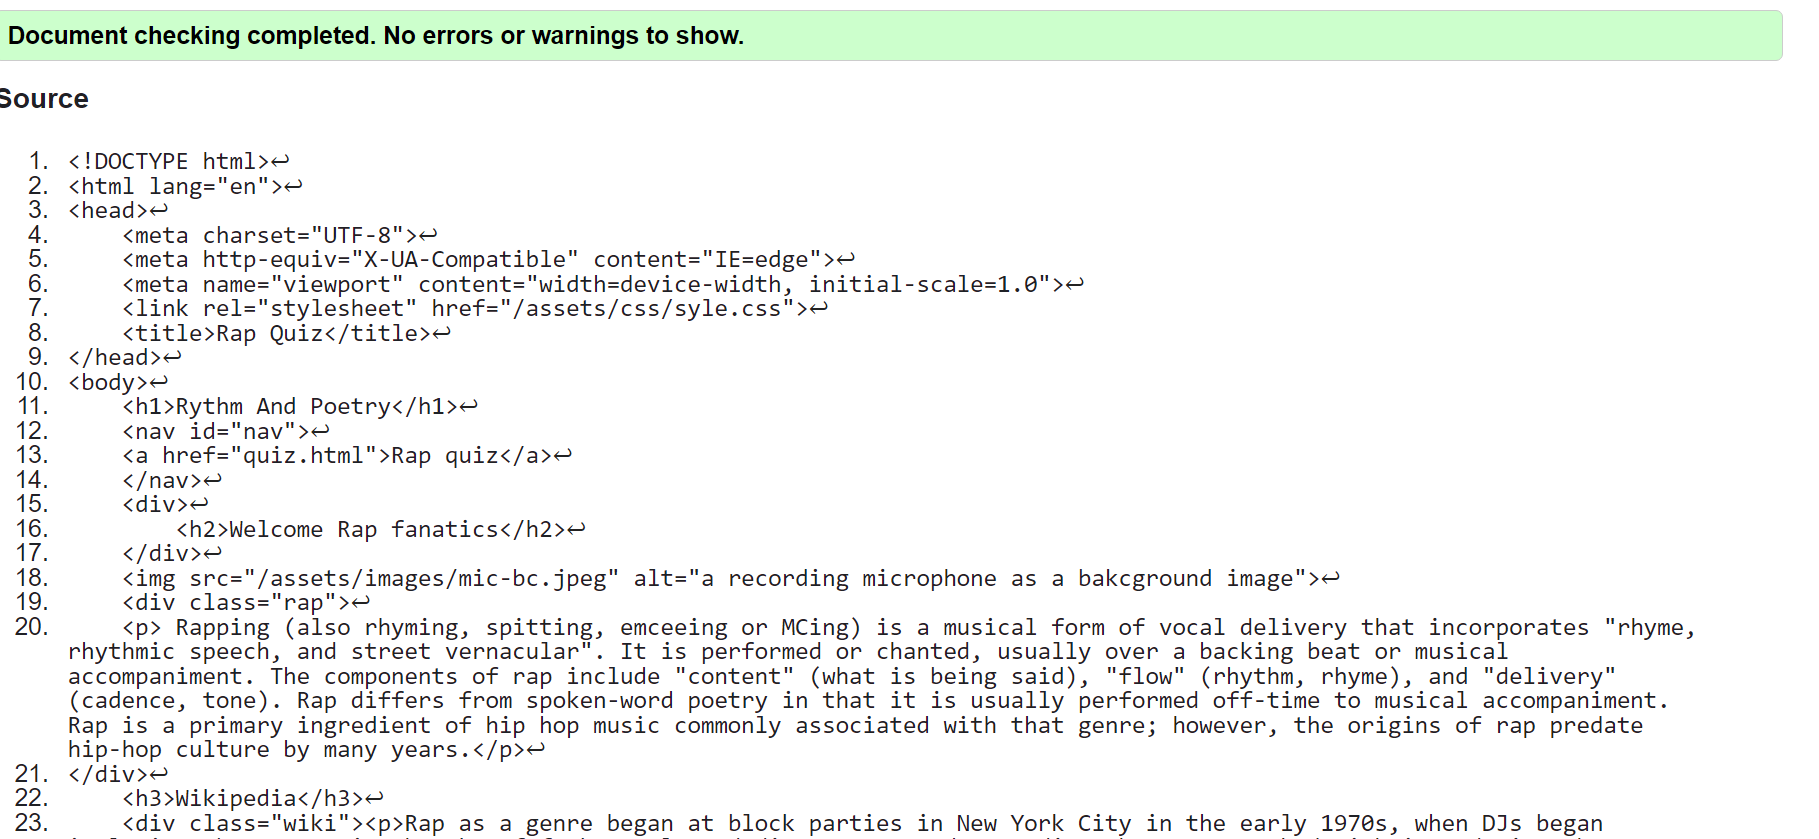 Document checking completed. No errors or warnings to show.
Source
1. <!DOCTYPE html>↩
2. <html lang="en">↩
3. <head>↩
4.     <meta charset="UTF-8">↩
5.     <meta http-equiv="X-UA-Compatible" content="IE=edge">↩
6.     <meta name="viewport" content="width=device-width, initial-scale=1.0">↩
7.     <link rel="stylesheet" href="/assets/css/syle.css">↩
8.     <title>Rap Quiz</title>↩
9. </head>↩
10. <body>↩
11.     <h1>Rythm And Poetry</h1>↩
12.     <nav id="nav">↩
13.     <a href="quiz.html">Rap quiz</a>↩
14.     </nav>↩
15.     <div>↩
16.         <h2>Welcome Rap fanatics</h2>↩
17.     </div>↩
18.     <img src="/assets/images/mic-bc.jpeg" alt="a recording microphone as a bakcground image">↩
19.     <div class="rap">↩
20.     <p> Rapping (also rhyming, spitting, emceeing or MCing) is a musical form of vocal delivery that incorporates "rhyme,
rhythmic speech, and street vernacular". It is performed or chanted, usually over a backing beat or musical
accompaniment. The components of rap include "content" (what is being said), "flow" (rhythm, rhyme), and "delivery"
(cadence, tone). Rap differs from spoken-word poetry in that it is usually performed off-time to musical accompaniment.
Rap is a primary ingredient of hip hop music commonly associated with that genre; however, the origins of rap predate
hip-hop culture by many years.</p>↩
21. </div>↩
22.     <h3>Wikipedia</h3>↩
23.     <div class="wiki"><p>Rap as a genre began at block parties in New York City in the early 1970s, when DJs began